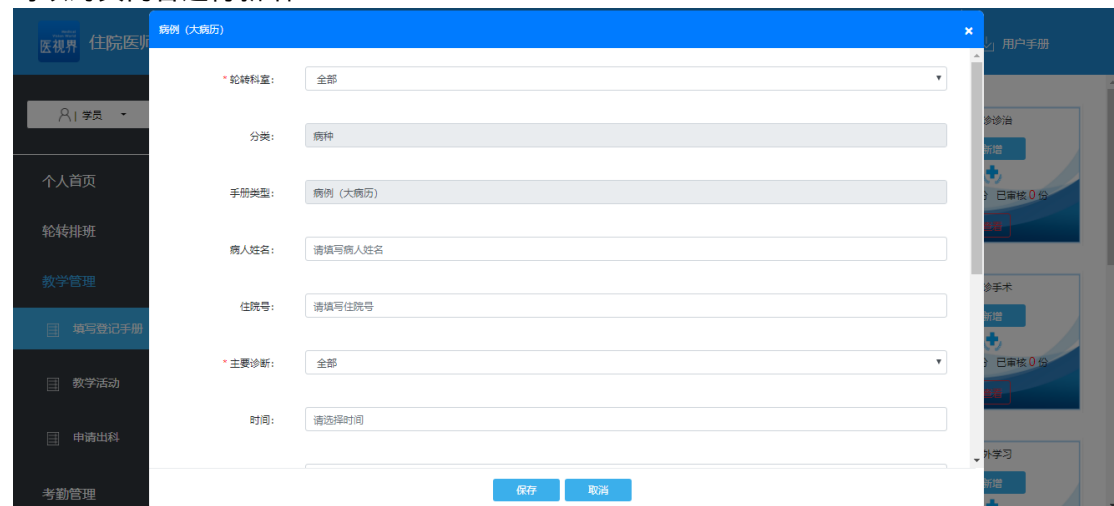 病例（大病历）
×
医视界 住院医师
用户手册
学员
* 轮转科室： 全部
分类： 病种
手册类型： 病例（大病历）
病人姓名： 请填写病人姓名
住院号： 请填写住院号
* 主要诊断： 全部
时间： 请选择时间
保存 取消
个人首页
轮转排班
教学管理
填写登记手册
教学活动
申请出科
考勤管理
诊诊治
新增
已审核0份
诊手术
新增
已审核0份
外学习
新增